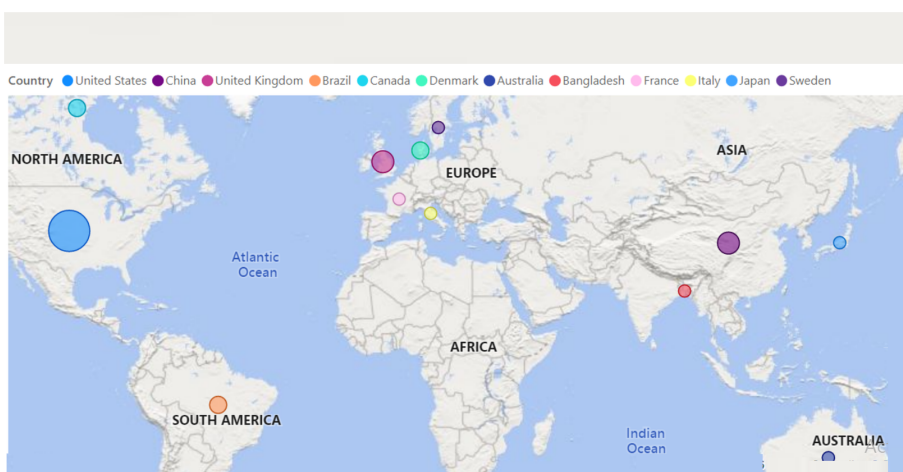 Country United States China United Kingdom Brazil Canada Denmark Australia Bangladesh France Italy Japan Sweden
NORTH AMERICA
ASIA
EUROPE
Atlantic
Ocean
AFRICA
SOUTH AMERICA
Indian
Ocean
AUSTRALIA